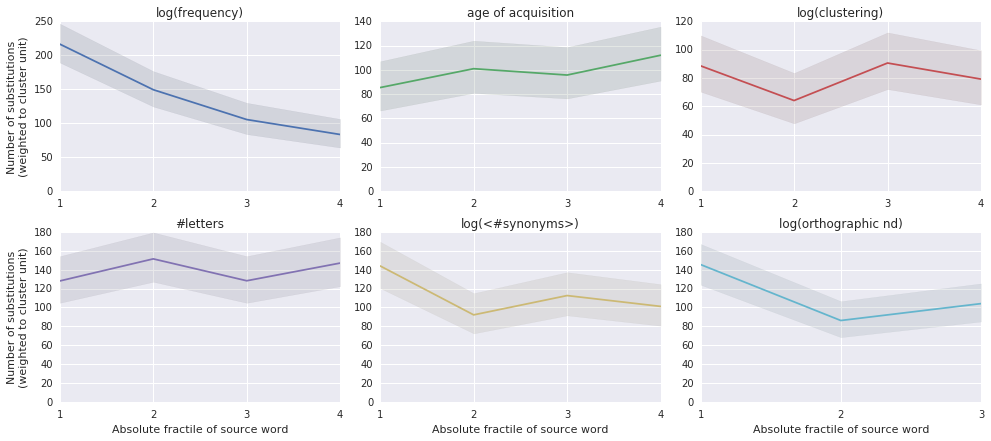 log(frequency)
age of acquisition
log(clustering)
Number of substitutions
(weighted to cluster unit)
250
200
150
100
50
0
1 2 3 4
140
120
100
80
60
40
20
0
1 2 3 4
120
100
80
60
40
20
0
1 2 3 4
#letters
log(<#synonyms>)
log(orthographic nd)
Number of substitutions
(weighted to cluster unit)
180
160
140
120
100
80
60
40
20
0
1 2 3 4
Absolute fractile of source word
180
160
140
120
100
80
60
40
20
0
1 2 3 4
Absolute fractile of source word
180
160
140
120
100
80
60
40
20
0
1 2 3
Absolute fractile of source word